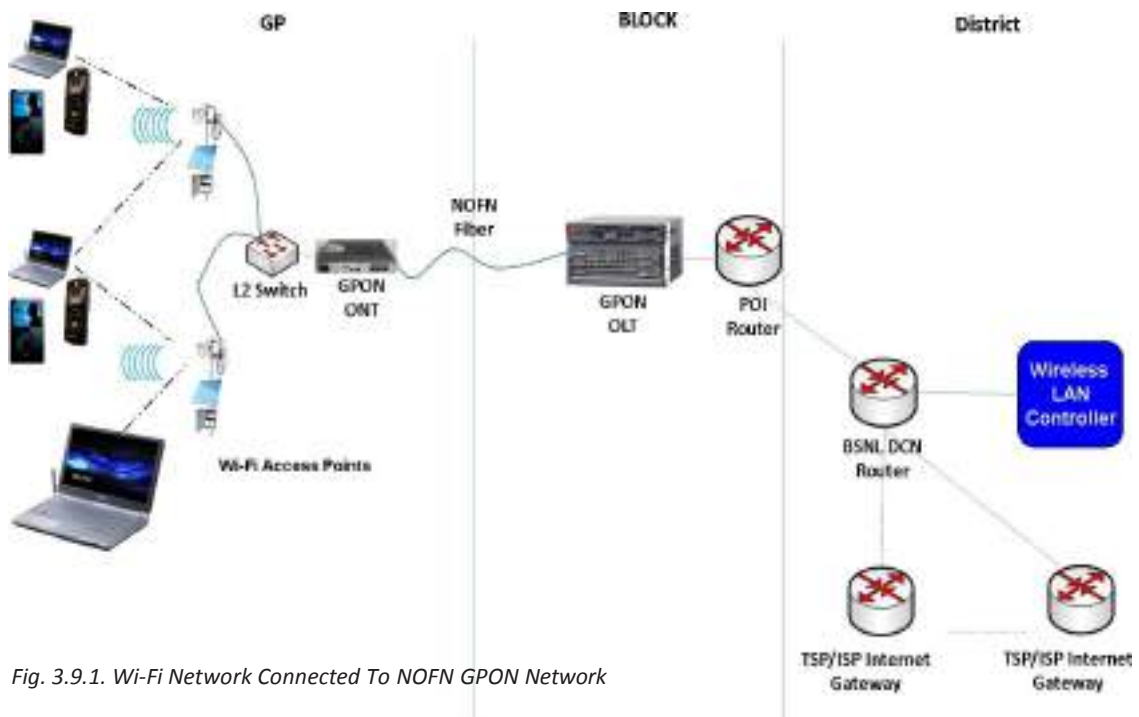 GP
BLOCK
District
NOFN
Fiber
L2 Switch
GPON
ONT
GPON
OLT
POI
Router
Wireless
LAN
Controller
BSNL DCN
Router
Wi-Fi Access Points
TSP/ISP Internet
Gateway
TSP/ISP Internet
Gateway
Fig. 3.9.1. Wi-Fi Network Connected To NOFN GPON Network